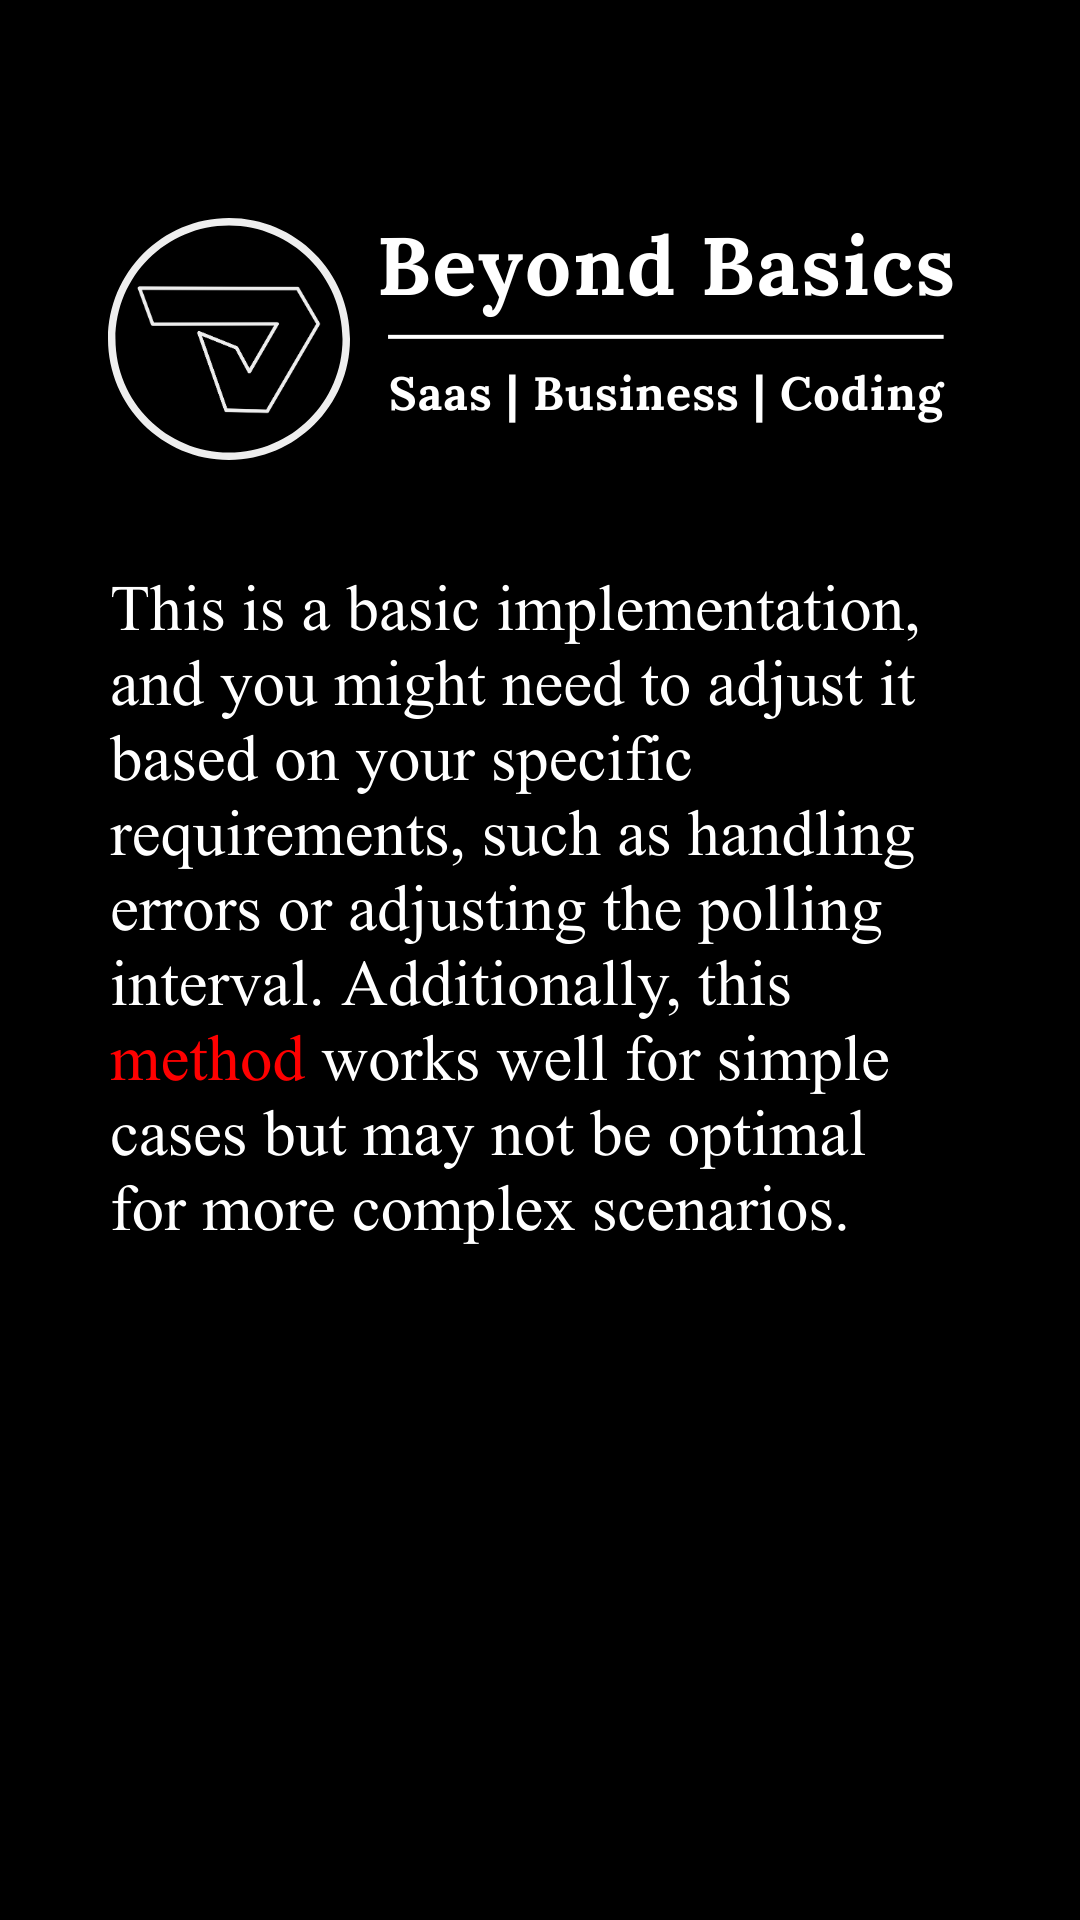 Beyond Basics
Saas | Business | Coding
This is a basic implementation,
and you might need to adjust it
based on your specific
requirements, such as handling
errors or adjusting the polling
interval. Additionally, this
method works well for simple
cases but may not be optimal
for more complex scenarios.